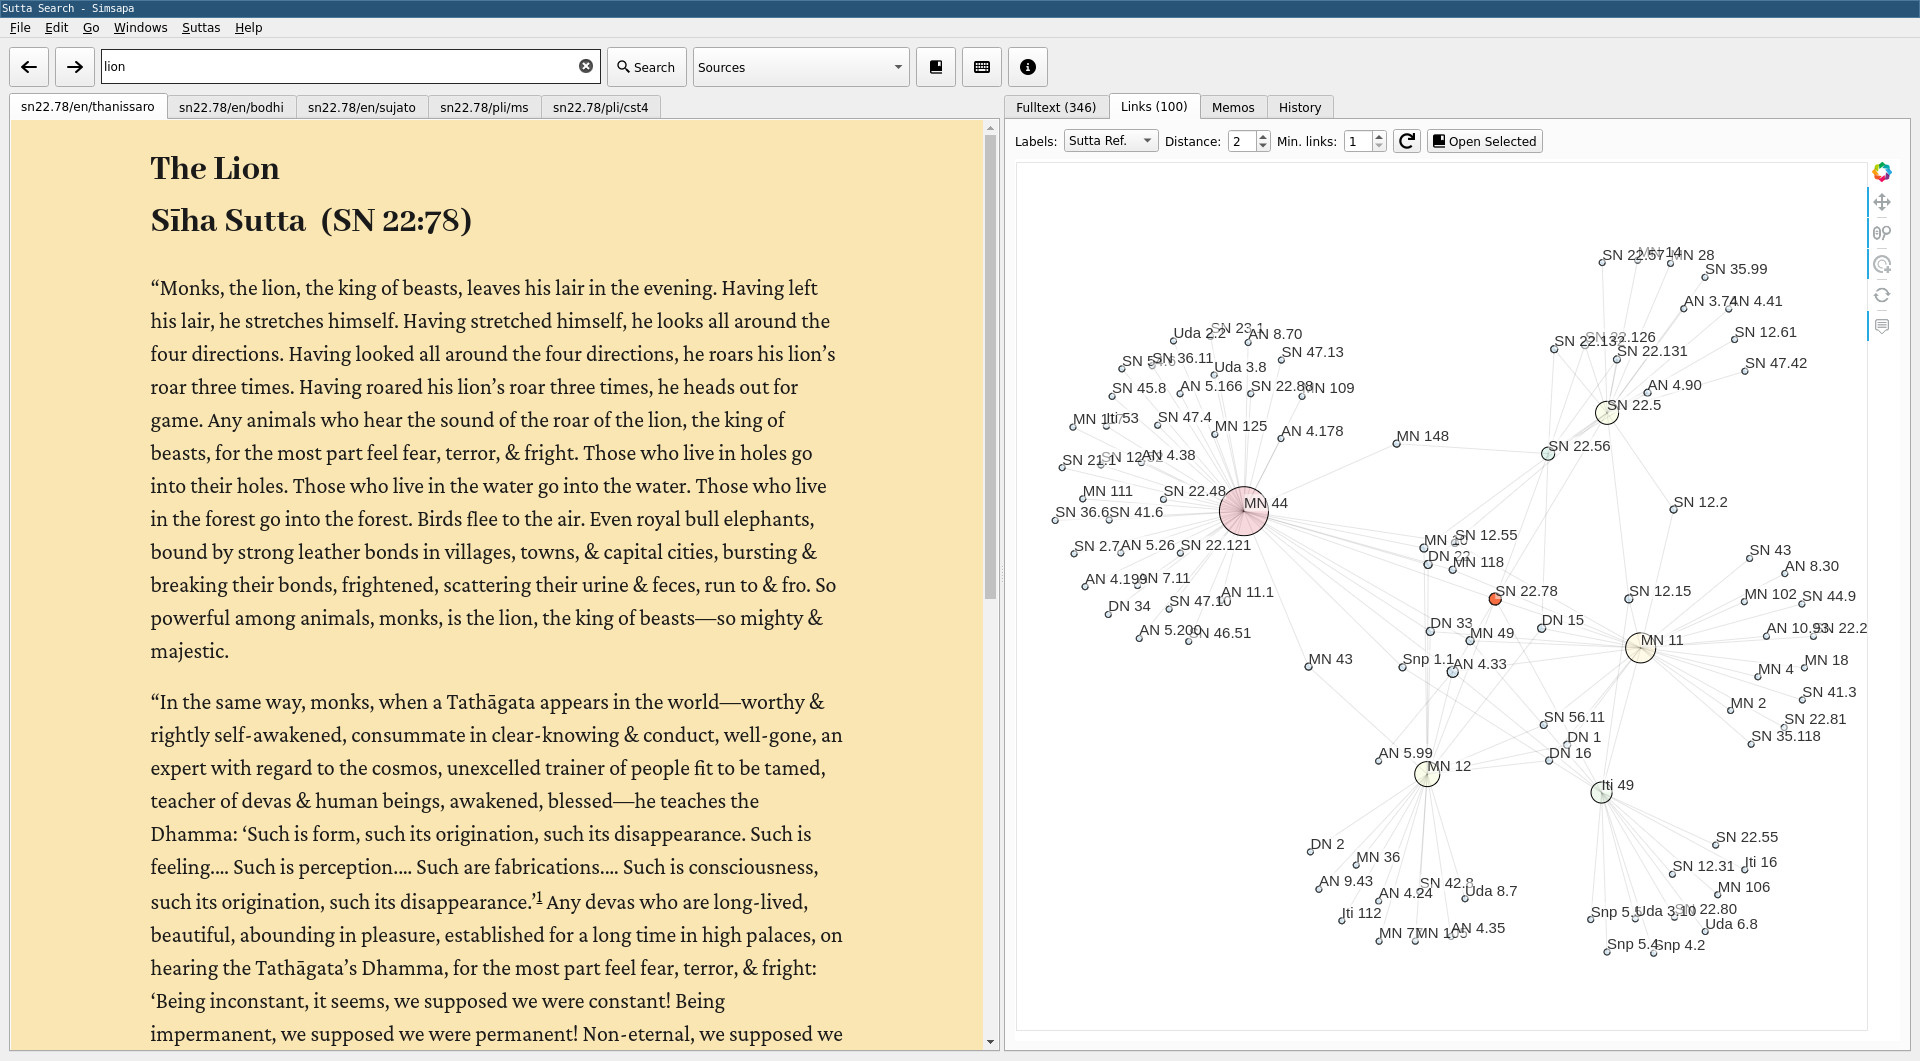 Sutta Search - Simsapa
File Edit Go Windows Suttas Help
lion
Search
Sources
sn22.78/en/thanissaro
sn22.78/en/bodhi
sn22.78/en/sujato
sn22.78/pli/ms
sn22.78/pli/cst4
The Lion
Sīha Sutta (SN 22:78)
“Monks, the lion, the king of beasts, leaves his lair in the evening. Having left
his lair, he stretches himself. Having stretched himself, he looks all around the
four directions. Having looked all around the four directions, he roars his lion’s
roar three times. Having roared his lion’s roar three times, he heads out for
game. Any animals who hear the sound of the roar of the lion, the king of
beasts, for the most part feel fear, terror, & fright. Those who live in holes go
into their holes. Those who live in the water go into the water. Those who live
in the forest go into the forest. Birds flee to the air. Even royal bull elephants,
bound by strong leather bonds in villages, towns, & capital cities, bursting &
breaking their bonds, frightened, scattering their urine & feces, run to & fro. So
powerful among animals, monks, is the lion, the king of beasts—so mighty &
majestic.
“In the same way, monks, when a Tathāgata appears in the world—worthy &
rightly self-awakened, consummate in clear-knowing & conduct, well-gone, an
expert with regard to the cosmos, unexcelled trainer of people fit to be tamed,
teacher of devas & human beings, awakened, blessed—he teaches the
Dhamma: ‘Such is form, such its origination, such its disappearance. Such is
feeling.... Such is perception.... Such are fabrications.... Such is consciousness,
such its origination, such its disappearance.’1 Any devas who are long-lived,
beautiful, abounding in pleasure, established for a long time in high palaces, on
hearing the Tathāgata’s Dhamma, for the most part feel fear, terror, & fright:
‘Being inconstant, it seems, we supposed we were constant! Being
impermanent, we supposed we were permanent! Non-eternal, we supposed we
Fulltext (346)
Links (100)
Memos
History
Labels: Sutta Ref. Distance: 2 Min. links: 1 Open Selected
SN 22.57
MN 28
SN 35.99
AN 3.74
AN 4.41
SN 12.61
SN 22.126
SN 22.131
SN 47.42
AN 4.90
SN 22.5
SN 22.56
Uda 2.2
SN 23.1
AN 8.70
SN 47.13
SN 36.11
Uda 3.8
SN 45.8
AN 5.166
SN 22.88
MN 109
Iti 53
SN 47.4
MN 125
AN 4.178
MN 148
SN 21.1
AN 4.38
MN 111
SN 22.48
MN 44
SN 36.6
SN 41.6
SN 2.7
AN 5.26
SN 22.121
AN 7.11
DN 34
SN 47.10
AN 11.1
AN 5.200
SN 46.51
SN 12.2
SN 12.55
DN 22
MN 118
SN 43
AN 8.30
SN 22.78
SN 12.15
MN 102
SN 44.9
DN 33
MN 49
DN 15
MN 11
MN 43
Snp 1.1
AN 4.33
MN 4
MN 18
SN 41.3
MN 2
SN 22.81
SN 35.118
SN 56.11
DN 1
DN 16
AN 5.99
MN 12
Iti 49
DN 2
MN 36
AN 9.43
AN 4.24
SN 42.8
Uda 8.7
Iti 112
AN 4.35
SN 22.55
SN 12.31
Iti 16
MN 106
Uda 3.10
SN 22.80
Uda 6.8
Snp 5.4
Snp 4.2